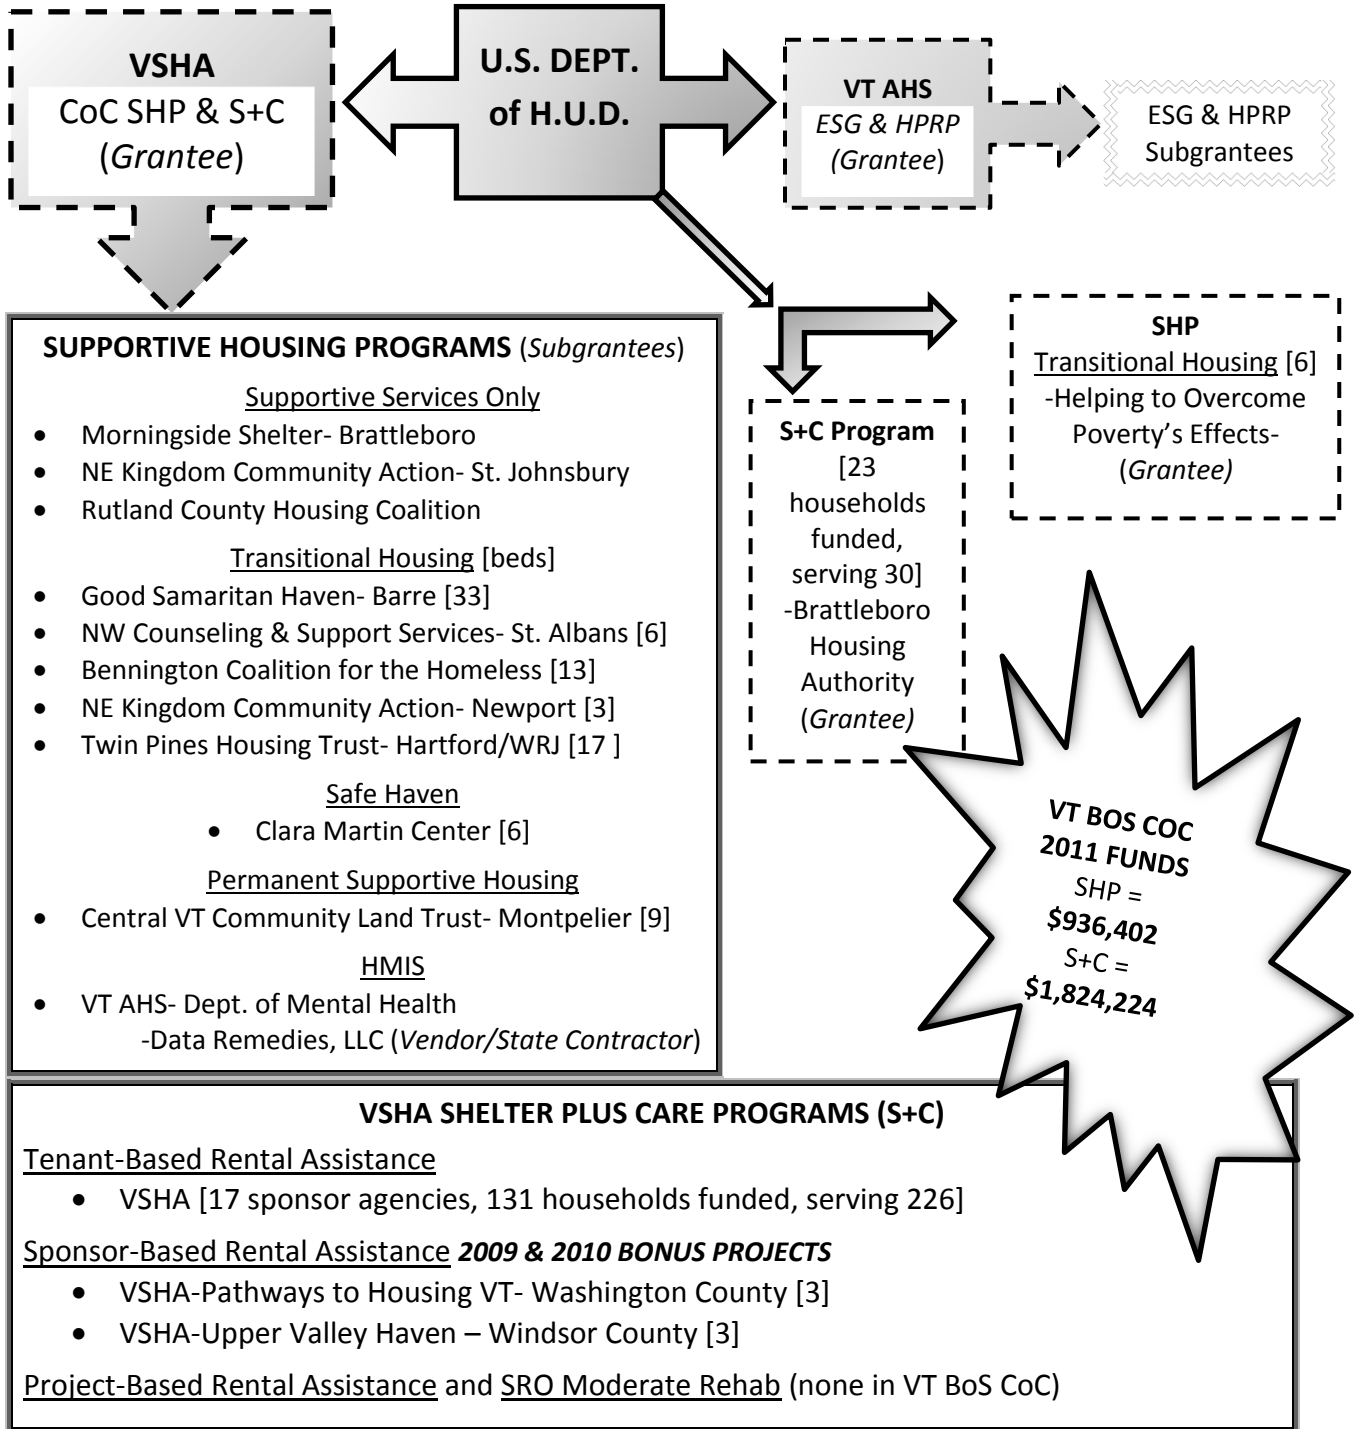 VSHA
CoC SHP & S+C
(Grantee)
U.S. DEPT.
of H.U.D.
VT AHS
ESG & HPRP
(Grantee)
ESG & HPRP
Subgrantees
SUPPORTIVE HOUSING PROGRAMS (Subgrantees)
Supportive Services Only
• Morningside Shelter- Brattleboro
• NE Kingdom Community Action- St. Johnsbury
• Rutland County Housing Coalition
Transitional Housing [beds]
• Good Samaritan Haven- Barre [33]
• NW Counseling & Support Services- St. Albans [6]
• Bennington Coalition for the Homeless [13]
• NE Kingdom Community Action- Newport [3]
• Twin Pines Housing Trust- Hartford/WRJ [17 ]
Safe Haven
• Clara Martin Center [6]
Permanent Supportive Housing
• Central VT Community Land Trust- Montpelier [9]
HMIS
• VT AHS- Dept. of Mental Health
-Data Remedies, LLC (Vendor/State Contractor)
S+C Program
[23
households
funded,
serving 30]
-Brattleboro
Housing
Authority
(Grantee)
SHP
Transitional Housing [6]
-Helping to Overcome
Poverty’s Effects-
(Grantee)
VT BOS COC
2011 FUNDS
SHP =
$936,402
S+C =
$1,824,224
VSHA SHELTER PLUS CARE PROGRAMS (S+C)
Tenant-Based Rental Assistance
• VSHA [17 sponsor agencies, 131 households funded, serving 226]
Sponsor-Based Rental Assistance 2009 & 2010 BONUS PROJECTS
• VSHA-Pathways to Housing VT- Washington County [3]
• VSHA-Upper Valley Haven – Windsor County [3]
Project-Based Rental Assistance and SRO Moderate Rehab (none in VT BoS CoC)